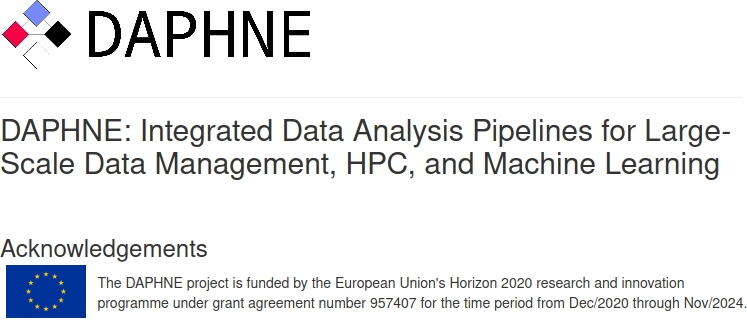 DAPHNE
DAPHNE: Integrated Data Analysis Pipelines for Large-
Scale Data Management, HPC, and Machine Learning
Acknowledgements
The DAPHNE project is funded by the European Union's Horizon 2020 research and innovation
programme under grant agreement number 957407 for the time period from Dec/2020 through Nov/2024.